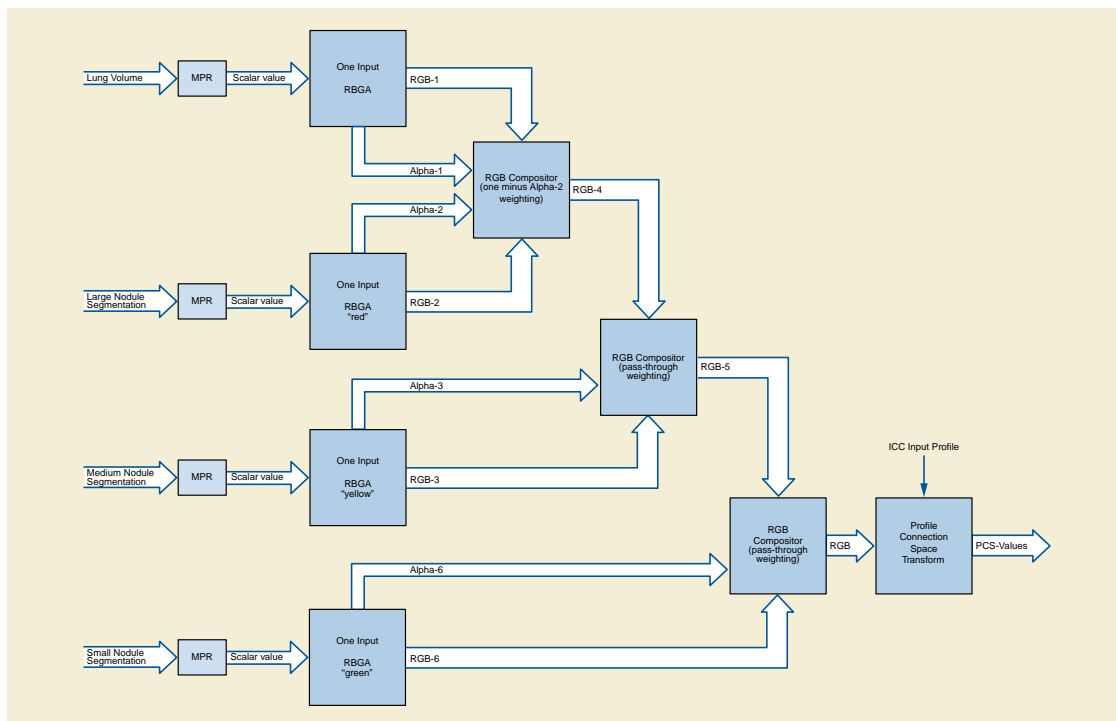 Lung Volume
MPR
Scalar value
One Input
RBGA
RGB-1
Alpha-1
RGB Compositor
(one minus Alpha-2
weighting)
RGB-4
Alpha-2
Large Nodule
Segmentation
MPR
Scalar value
One Input
RBGA
“red”
RGB-2
RGB Compositor
(pass-through
weighting)
RGB-5
Alpha-3
Medium Nodule
Segmentation
MPR
Scalar value
One Input
RBGA
“yellow”
RGB-3
ICC Input Profile
RGB
Compositor
(pass-through
weighting)
RGB
Profile
Connection
Space
Transform
PCS-Values
Alpha-6
Small Nodule
Segmentation
MPR
Scalar value
One Input
RBGA
“green”
RGB-6